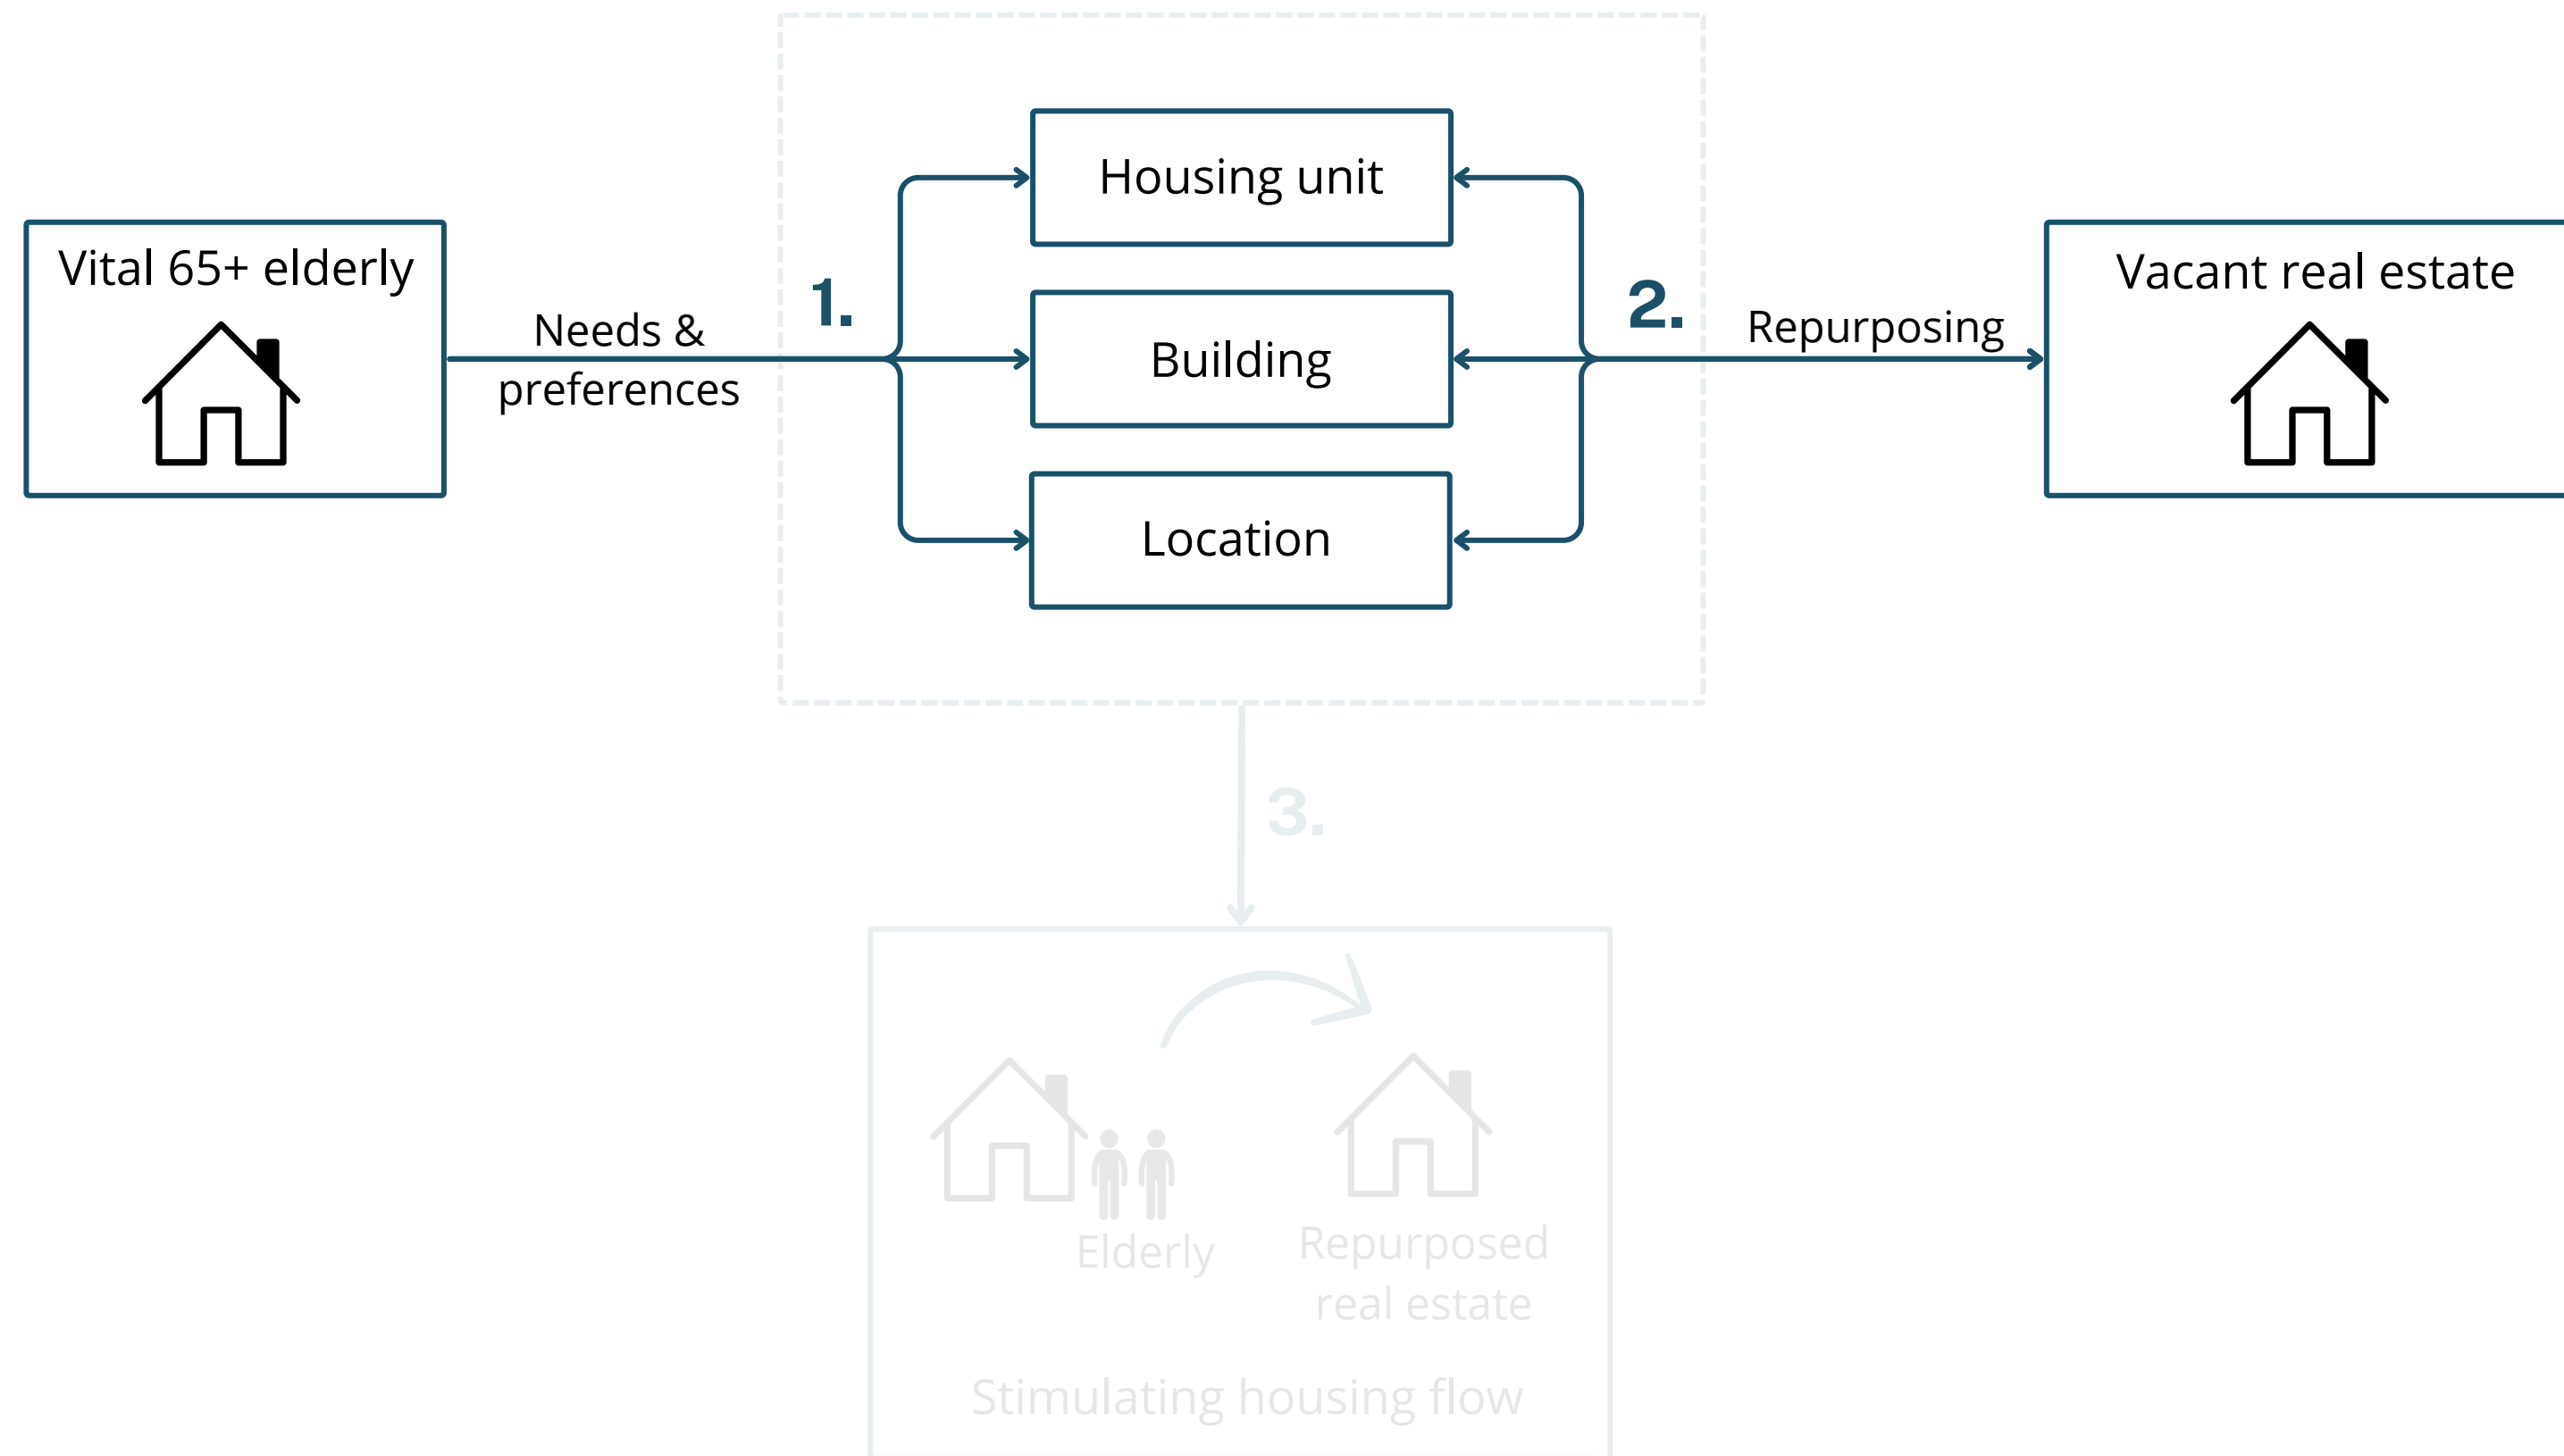 Vital 65+ elderly
Needs &
preferences
1.
Housing unit
Building
Location
2.
Repurposing
Vacant real estate
3.
Elderly
Repurposed
real estate
Stimulating housing flow